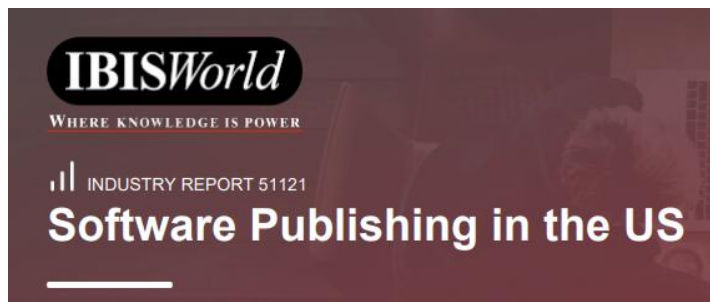 IBISWorld
WHERE KNOWLEDGE IS POWER
INDUSTRY REPORT 51121
Software Publishing in the US